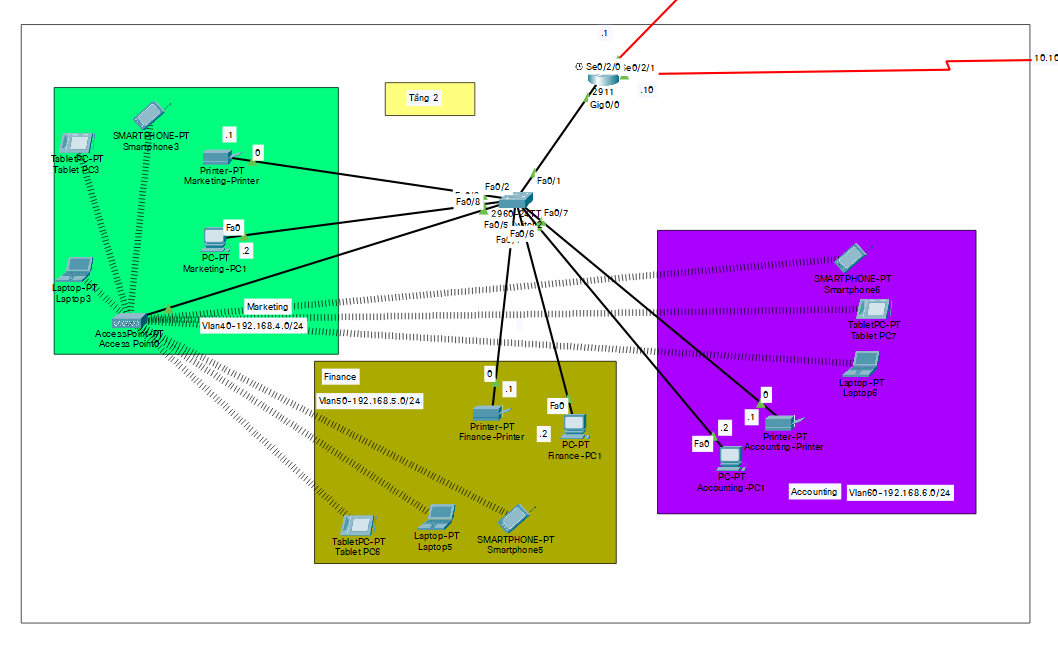 .1
Se0/2/0
Se0/2/1
10.10
2911
.10
Gig0/0
Tầng 2
SMARTPHONE-PT
Smartphone3
TabletPC-PT
Tablet PC3
.1
0
Printer-PT
Marketing-Printer
Fa0/2
Fa0/1
Fa0/8
Fa0/7
Fa0/5
Fa0/6
Fa0
.2
PC-PT
Marketing-PC1
Laptop-PT
Laptop3
Marketing
Vlan40-192.168.4.0/24
AccessPoint-PT
Access Point0
SMARTPHONE-PT
Smartphone6
TabletPC-PT
Tablet PC7
Laptop-PT
Laptop6
Finance
Vlan50-192.168.5.0/24
0
.1
Printer-PT
Finance-Printer
Fa0
.2
PC-PT
Finance-PC1
0
.1
.2
Printer-PT
Accounting-Printer
Fa0
PC-PT
Accounting-PC1
Accounting
Vlan60-192.168.6.0/24
TabletPC-PT
Tablet PC6
Laptop-PT
Laptop5
SMARTPHONE-PT
Smartphone5